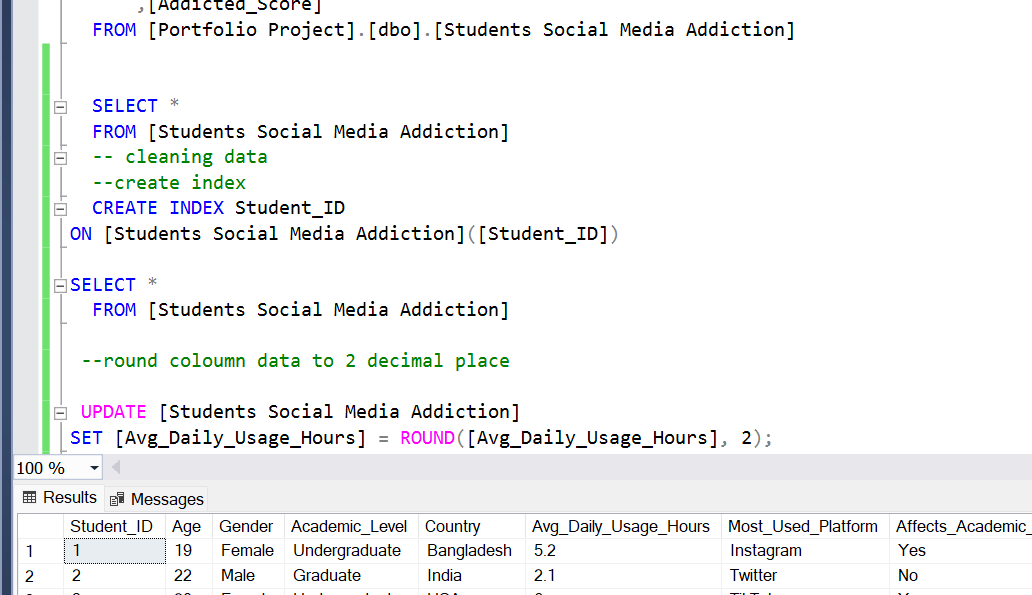 ,[Addicted_Score]
FROM [Portfolio Project].[dbo].[Students Social Media Addiction]
SELECT *
FROM [Students Social Media Addiction]
-- cleaning data
--create index
CREATE INDEX Student_ID
ON [Students Social Media Addiction]([Student_ID])
SELECT *
FROM [Students Social Media Addiction]
--round coloumn data to 2 decimal place
UPDATE [Students Social Media Addiction]
SET [Avg_Daily_Usage_Hours] = ROUND([Avg_Daily_Usage_Hours], 2);
100 %
Results Messages
Student_ID Age Gender Academic_Level Country Avg_Daily_Usage_Hours Most_Used_Platform Affects_Academic_
1 1 19 Female Undergraduate Bangladesh 5.2 Instagram Yes
2 2 22 Male Graduate India 2.1 Twitter No